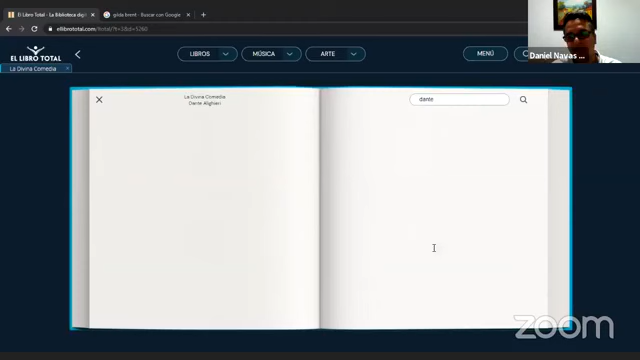 El Libro Total - La Biblioteca dig
gilda brent - Buscar con Google
ellibrototal.com/ltotal/?t=3&d=5260
EL LIBRO TOTAL
LIBROS
MÚSICA
ARTE
MENÚ
Daniel Navas
La Divina Comedia
La Divina Comedia
Dante Alighieri
dante
zoom